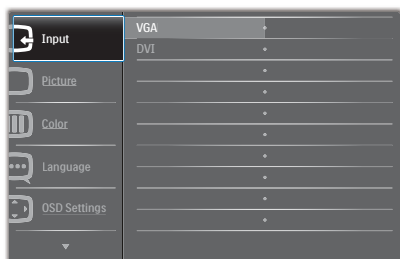 Input
Picture
Color
Language
OSD Settings
VGA
DVI